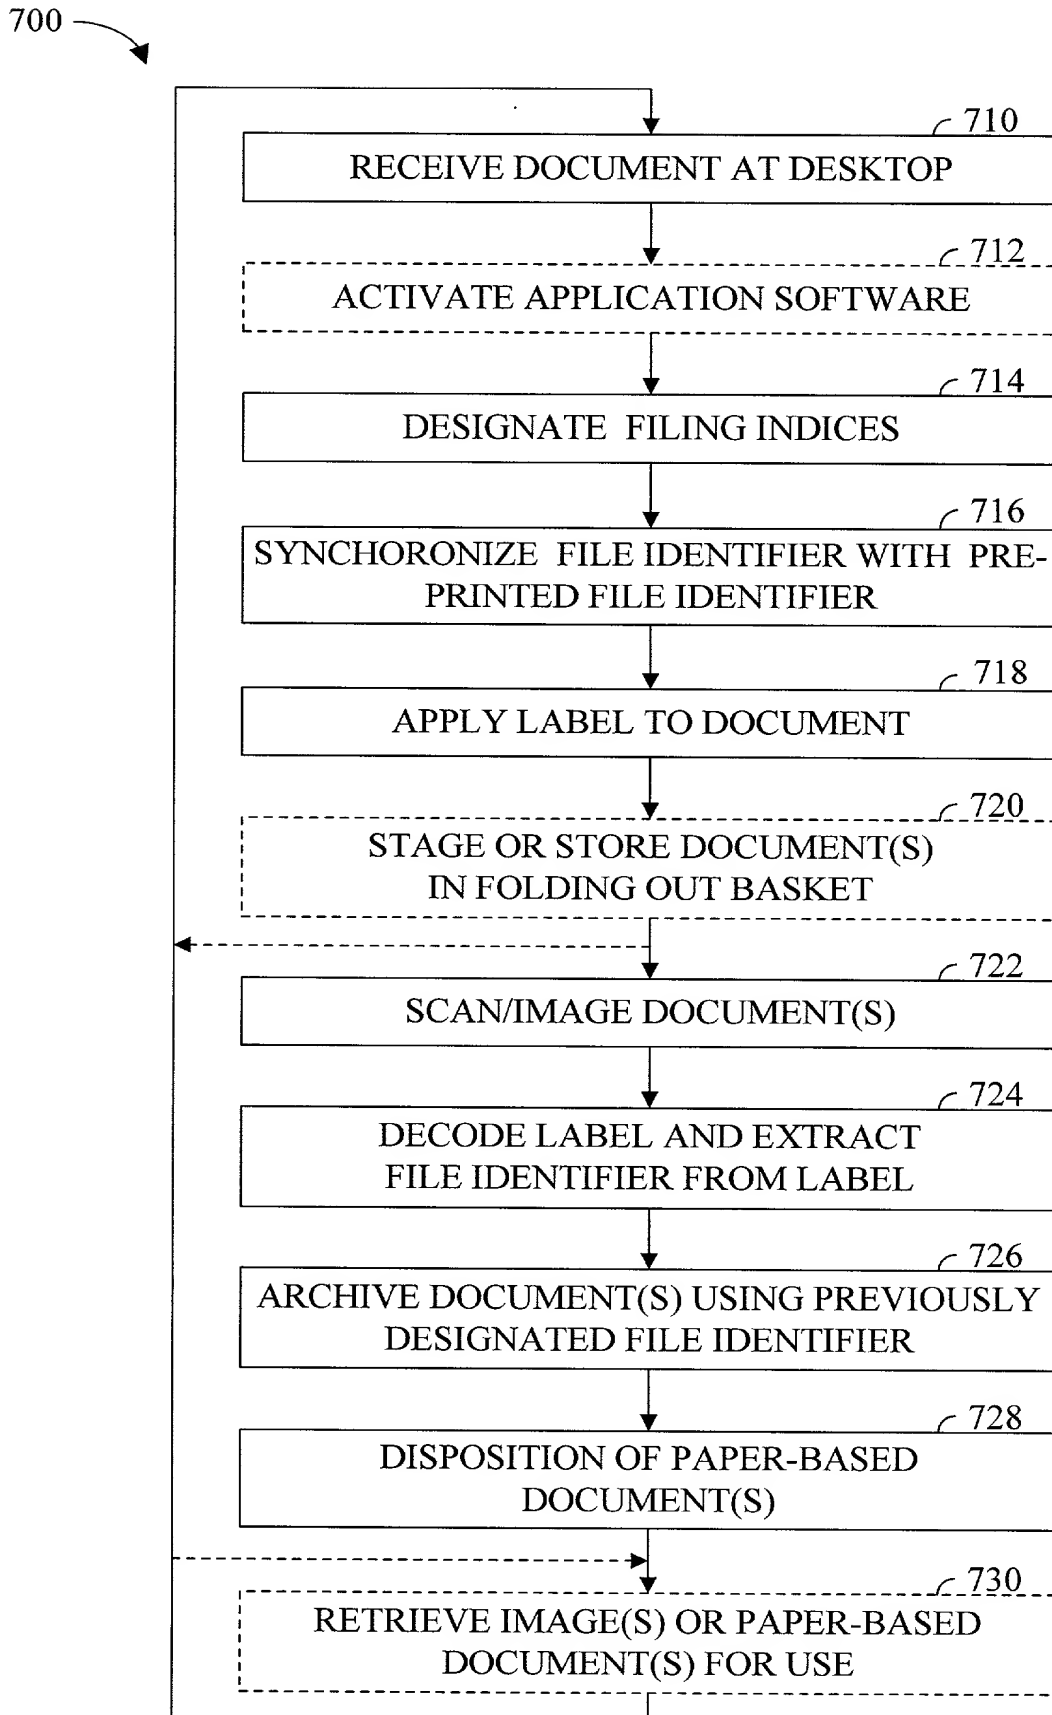 700
710
RECEIVE DOCUMENT AT DESKTOP
712
ACTIVATE APPLICATION SOFTWARE
714
DESIGNATE FILING INDICES
716
SYNCHORONIZE FILE IDENTIFIER WITH PRE-
PRINTED FILE IDENTIFIER
718
APPLY LABEL TO DOCUMENT
720
STAGE OR STORE DOCUMENT(S)
IN FOLDING OUT BASKET
722
SCAN/IMAGE DOCUMENT(S)
724
DECODE LABEL AND EXTRACT
FILE IDENTIFIER FROM LABEL
726
ARCHIVE DOCUMENT(S) USING PREVIOUSLY
DESIGNATED FILE IDENTIFIER
728
DISPOSITION OF PAPER-BASED
DOCUMENT(S)
730
RETRIEVE IMAGE(S) OR PAPER-BASED
DOCUMENT(S) FOR USE